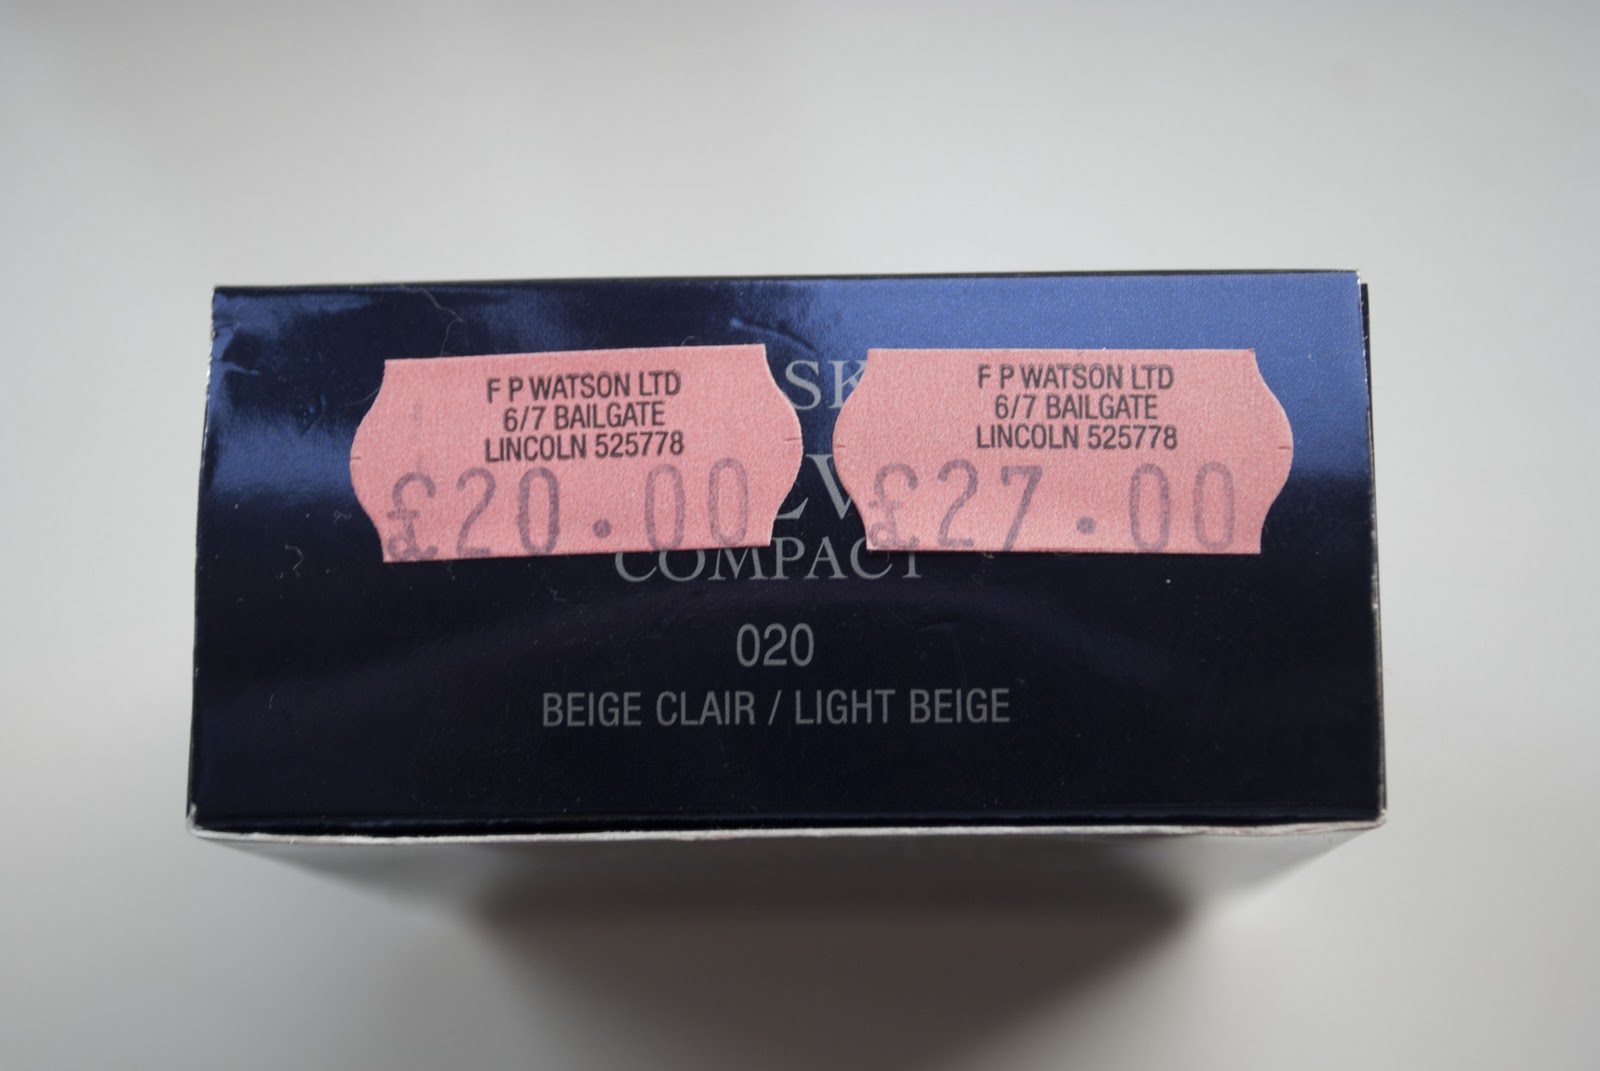 F P WATSON LTD
6/7 BAILGATE
LINCOLN 525778
£20.00
F P WATSON LTD
6/7 BAILGATE
LINCOLN 525778
£27.00
COMPACT
020
BEIGE CLAIR / LIGHT BEIGE